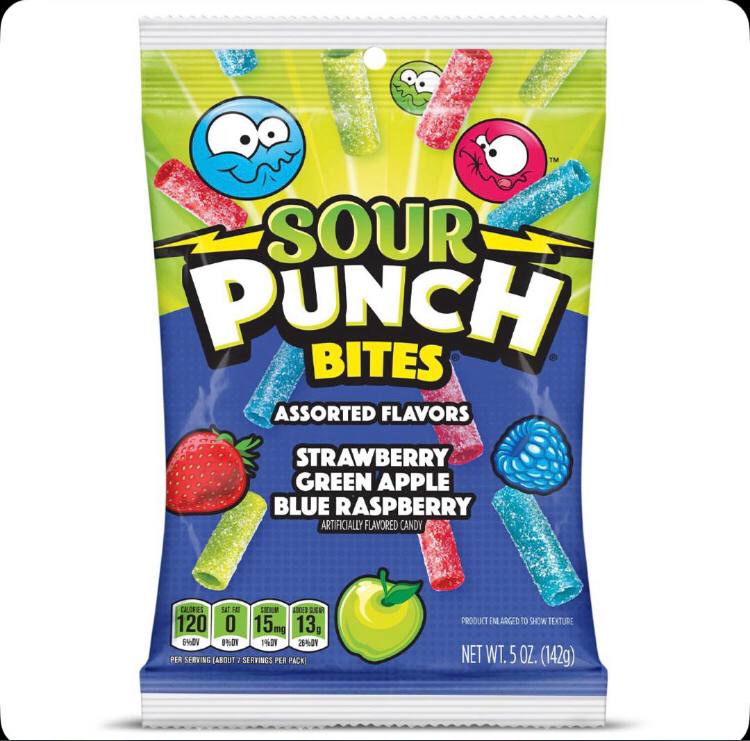 TM
SOUR
PUNCH
BITES®
®
ASSORTED FLAVORS
STRAWBERRY
GREEN APPLE
BLUE RASPBERRY
ARTIFICIALLY FLAVORED CANDY
CALORIES SAT FAT SODIUM ADDED SUGAR
120 0 15mg 13g
6%DV 0%DV 1%DV 26%DV
PER SERVING (ABOUT 7 SERVINGS PER PACK)
PRODUCT ENLARGED TO SHOW TEXTURE
NET WT. 5 OZ. (142g)